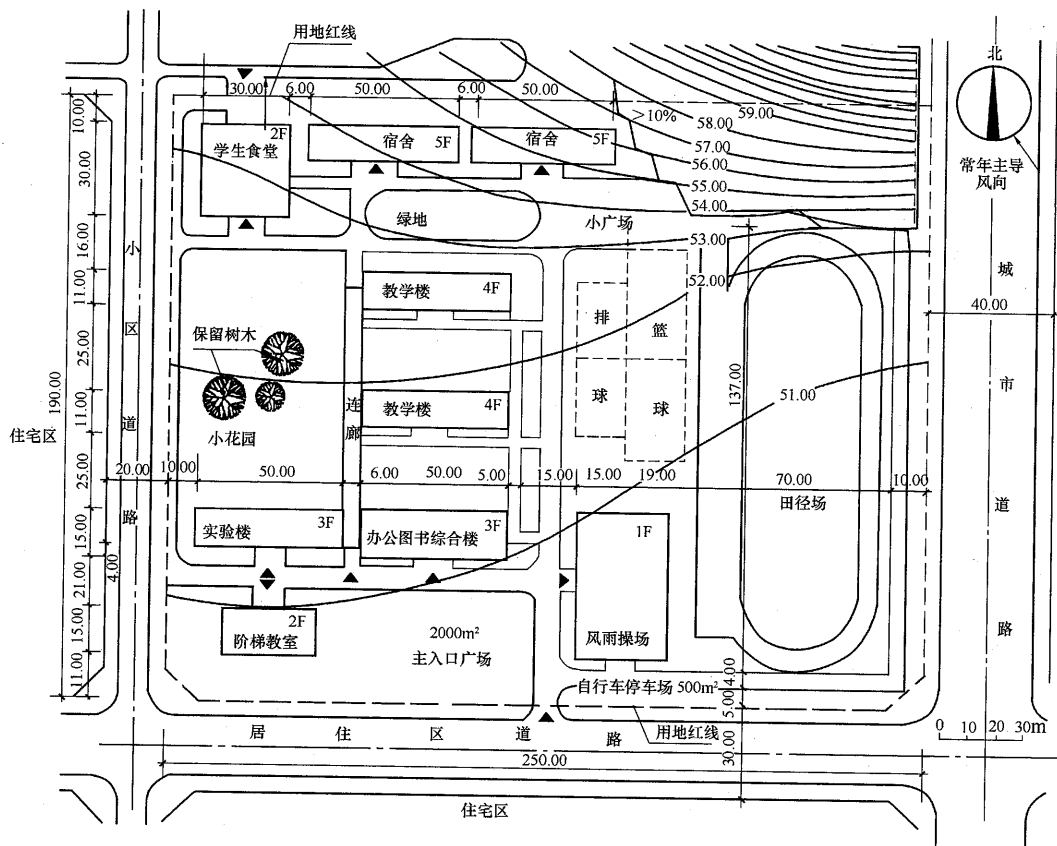 用地红线
北
常年主导
风向
30.00
6.00
50.00
6.00
50.00
>10%
59.00
58.00
57.00
56.00
55.00
54.00
53.00
52.00
51.00
2F
学生食堂
宿舍
5F
宿舍
5F
绿地
小广场
10.00
30.00
16.00
11.00
25.00
11.00
25.00
15.00
21.00
15.00
11.00
190.00
4.00
住宅区
小区道路
教学楼
4F
保留树木
教学楼
4F
连廊
小花园
排球
篮球
137.00
40.00
城市道路
20.00
10.00
50.00
6.00
50.00
5.00
15.00
15.00
19.00
70.00
10.00
田径场
实验楼
3F
办公图书综合楼
3F
1F
风雨操场
2F
阶梯教室
2000m²
主入口广场
自行车停车场 500m²
4.00
5.00
30.00
居住区道路
用地红线
0 10 20 30m
250.00
住宅区